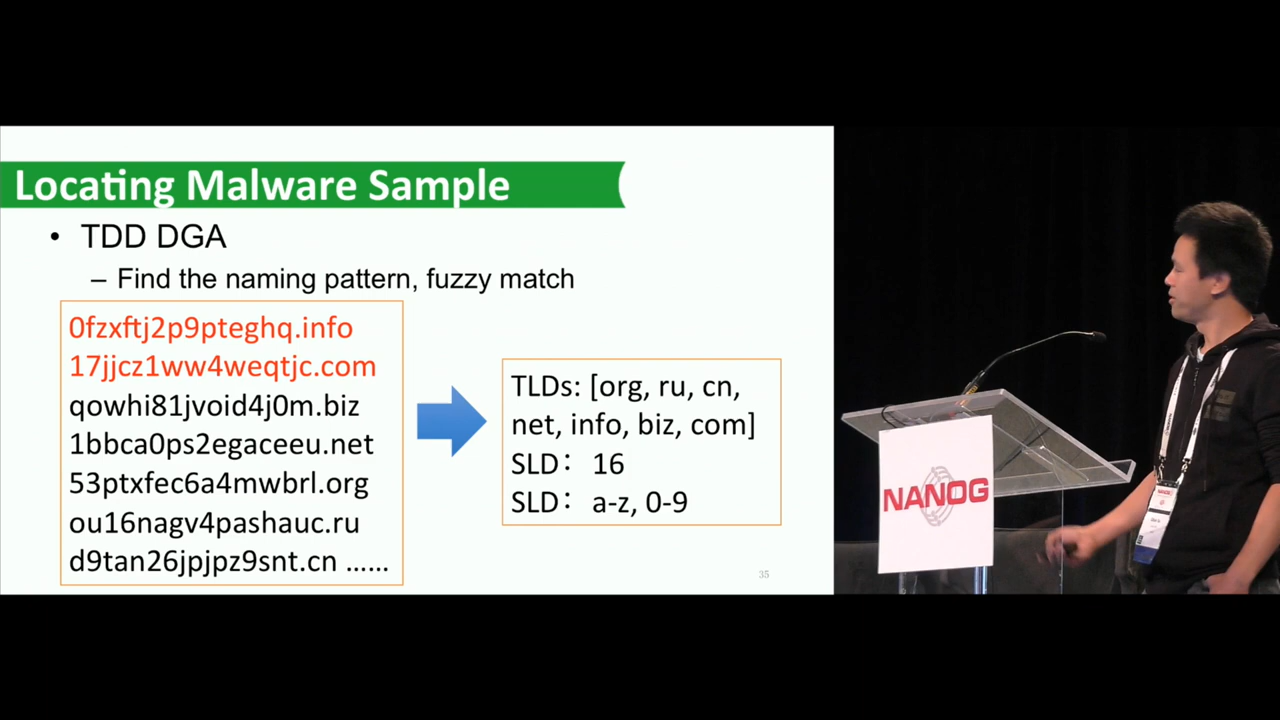 Locating Malware Sample
• TDD DGA
– Find the naming pattern, fuzzy match
0fzxftj2p9pteghq.info
17jjcz1ww4weqtjc.com
qowhi81jvoid4j0m.biz
1bbca0ps2egaceeu.net
53ptxfec6a4mwbrl.org
ou16nagv4pashauc.ru
d9tan26jpjpz9snt.cn ......
TLDs: [org, ru, cn,
net, info, biz, com]
SLD： 16
SLD： a-z, 0-9
35
NANOG